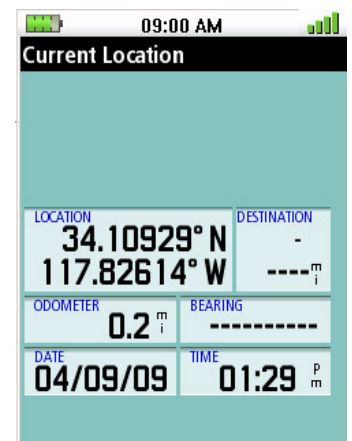 09:00 AM
Current Location
LOCATION
34.10929° N
117.82614° W
DESTINATION
-
---- mi
ODOMETER
0.2 mi
BEARING
----------
DATE
04/09/09
TIME
01:29 Pm